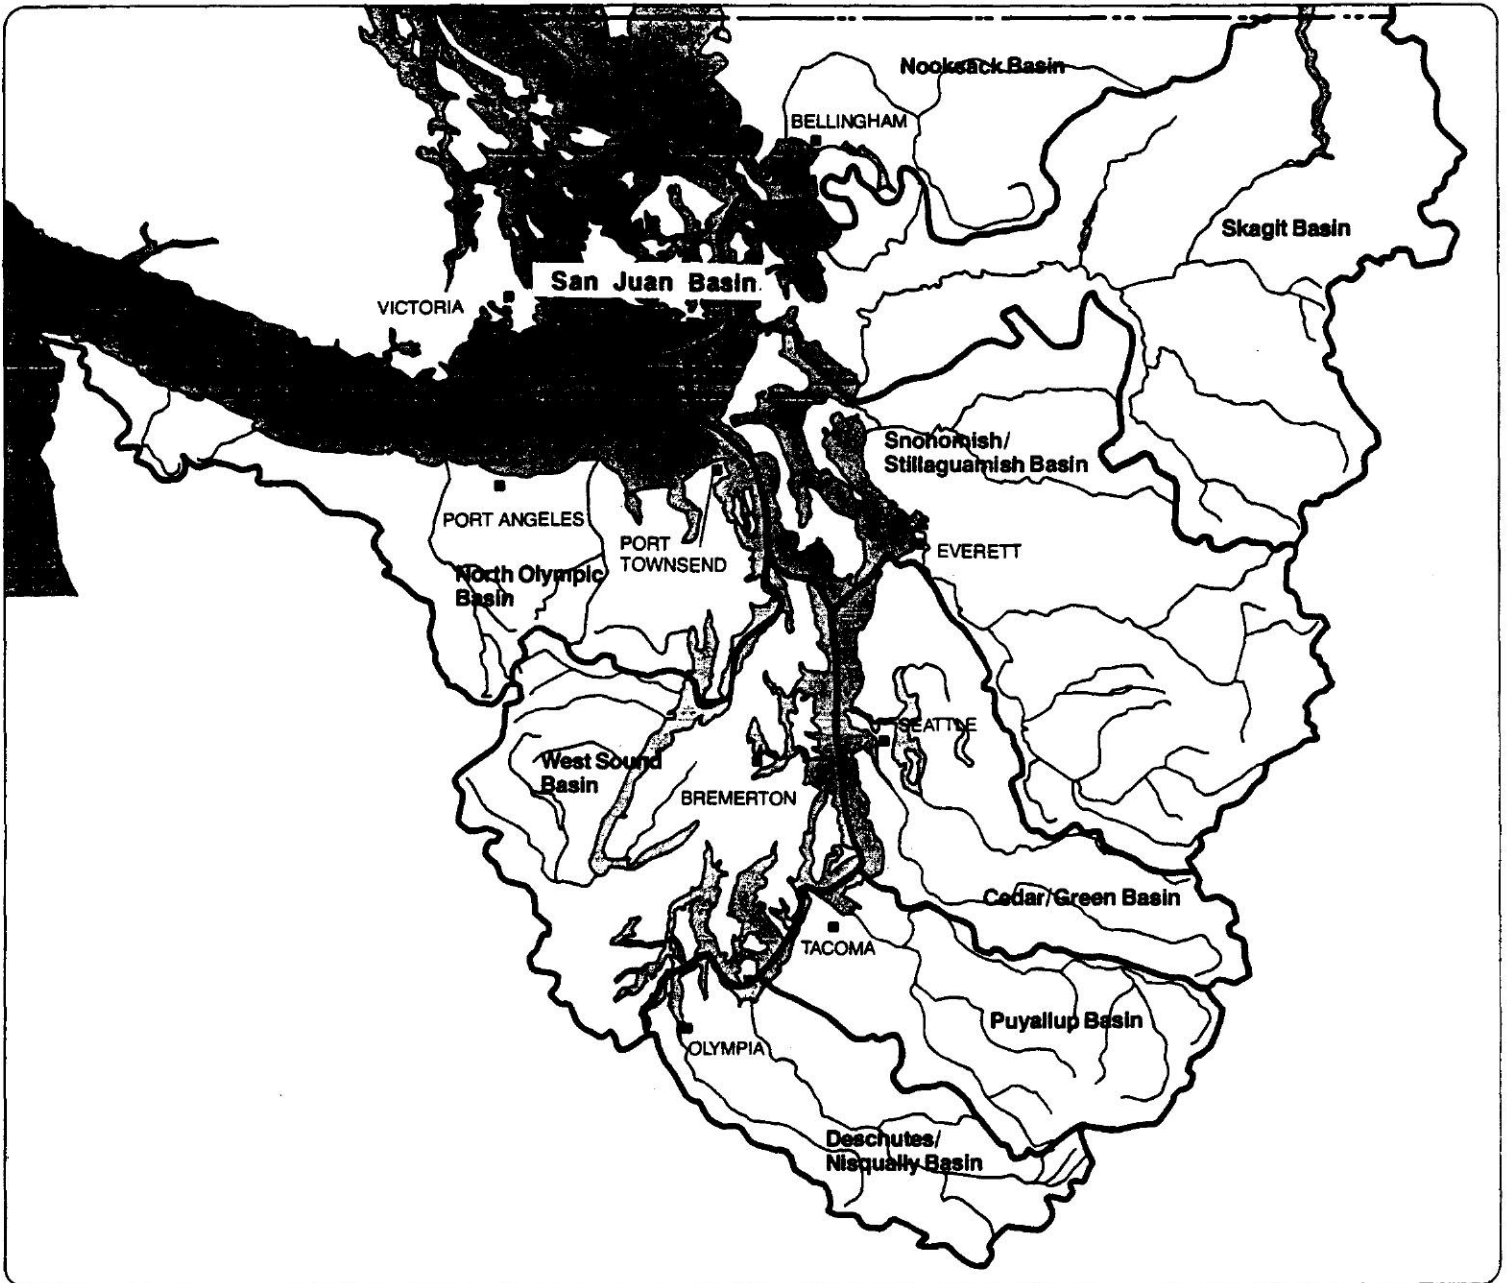 Nooksack Basin
BELLINGHAM
Skagit Basin
San Juan Basin
VICTORIA
Snohomish/
Stillaguamish Basin
PORT ANGELES
PORT
TOWNSEND
EVERETT
North Olympic
Basin
SEATTLE
West Sound
Basin
BREMERTON
Cedar/Green Basin
TACOMA
Puyallup Basin
OLYMPIA
Deschutes/
Nisqually Basin